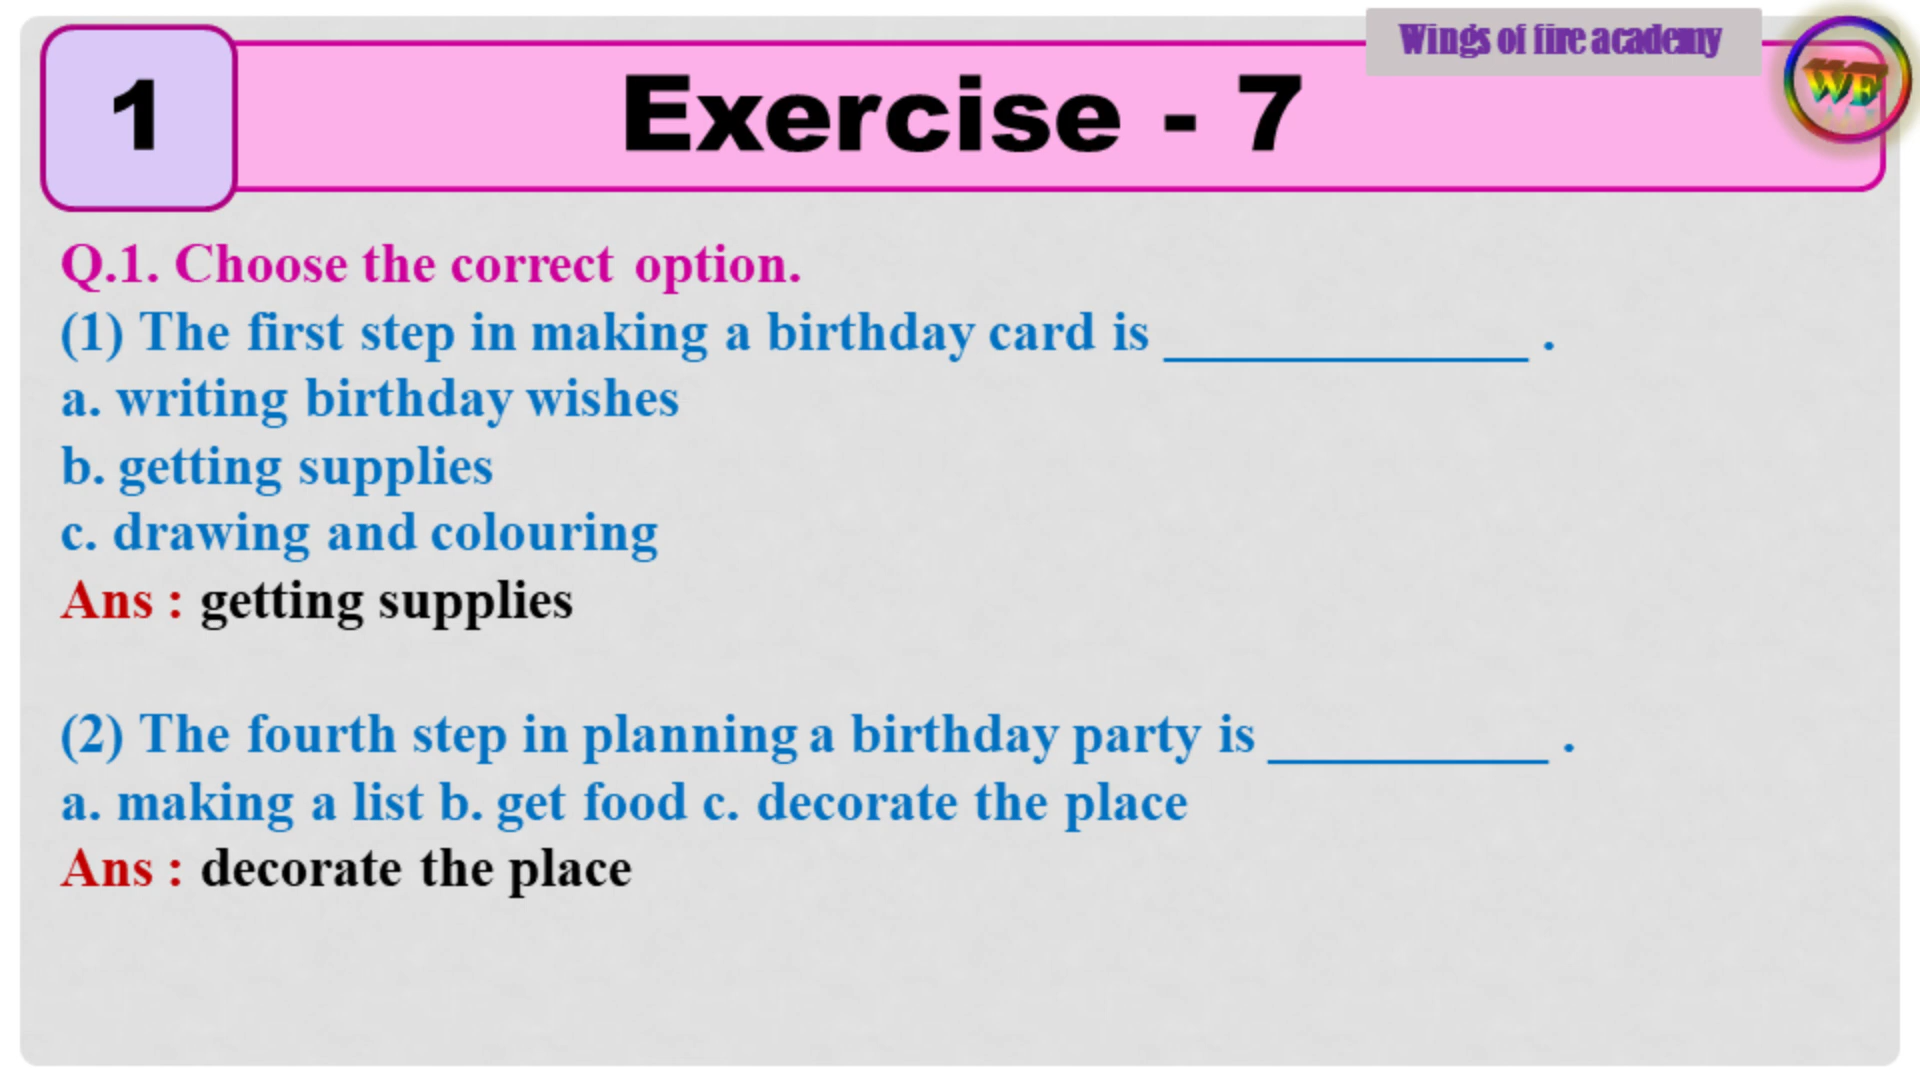 Wings of fire academy
WF
1
Exercise - 7
Q.1. Choose the correct option.
(1) The first step in making a birthday card is _____________ .
a. writing birthday wishes
b. getting supplies
c. drawing and colouring
Ans : getting supplies
(2) The fourth step in planning a birthday party is __________ .
a. making a list b. get food c. decorate the place
Ans : decorate the place